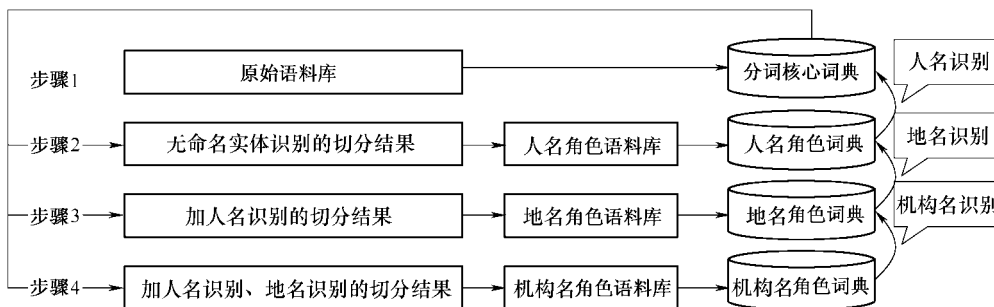 步骤1
原始语料库
分词核心词典
人名识别
步骤2
无命名实体识别的切分结果
人名角色语料库
人名角色词典
地名识别
步骤3
加人名识别的切分结果
地名角色语料库
地名角色词典
机构名识别
步骤4
加人名识别、地名识别的切分结果
机构名角色语料库
机构名角色词典